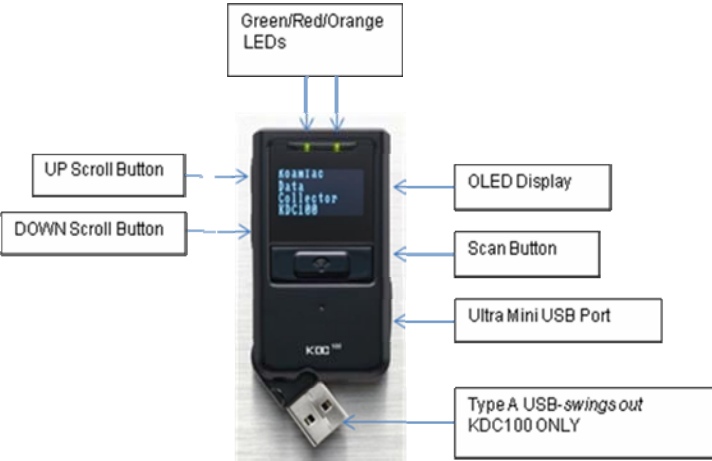 Green/Red/Orange
LEDs
UP Scroll Button
DOWN Scroll Button
Koamtac
Data
Collector
KDC100
OLED Display
Scan Button
Ultra Mini USB Port
KDC 100
Type A USB-swings out
KDC100 ONLY